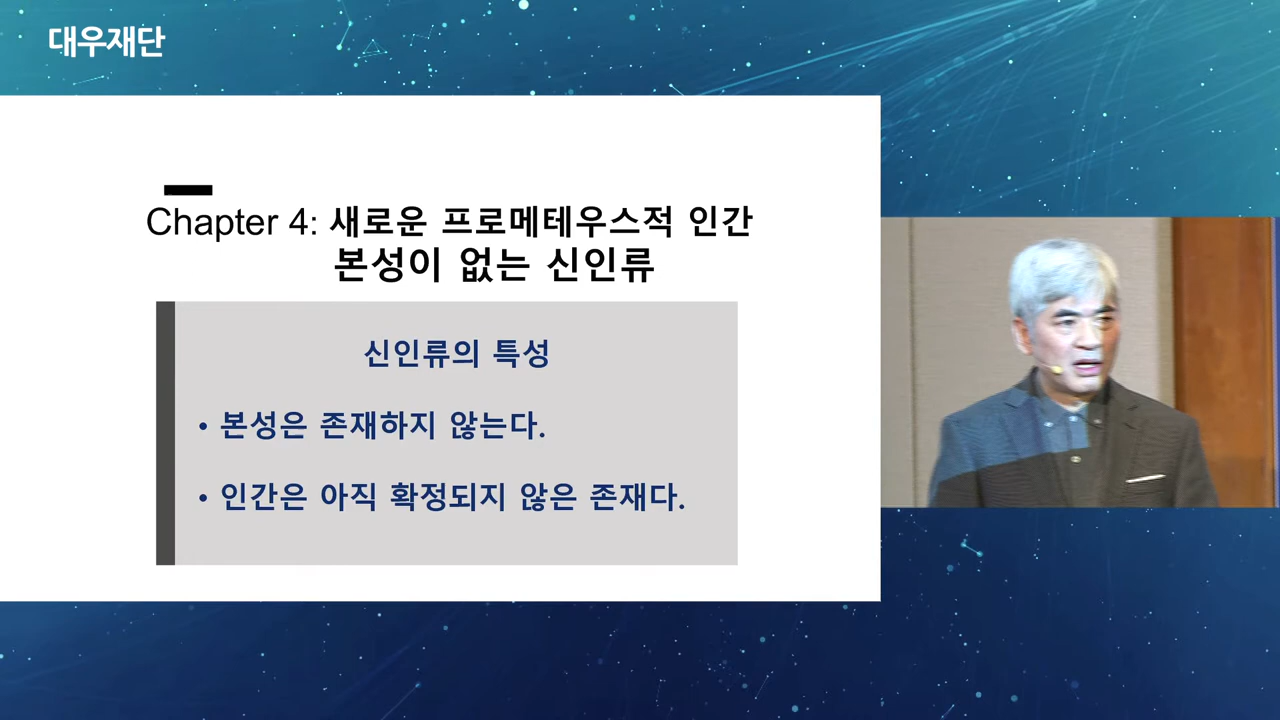 대우재단
Chapter 4: 새로운 프로메테우스적 인간
본성이 없는 신인류
신인류의 특성
• 본성은 존재하지 않는다.
• 인간은 아직 확정되지 않은 존재다.